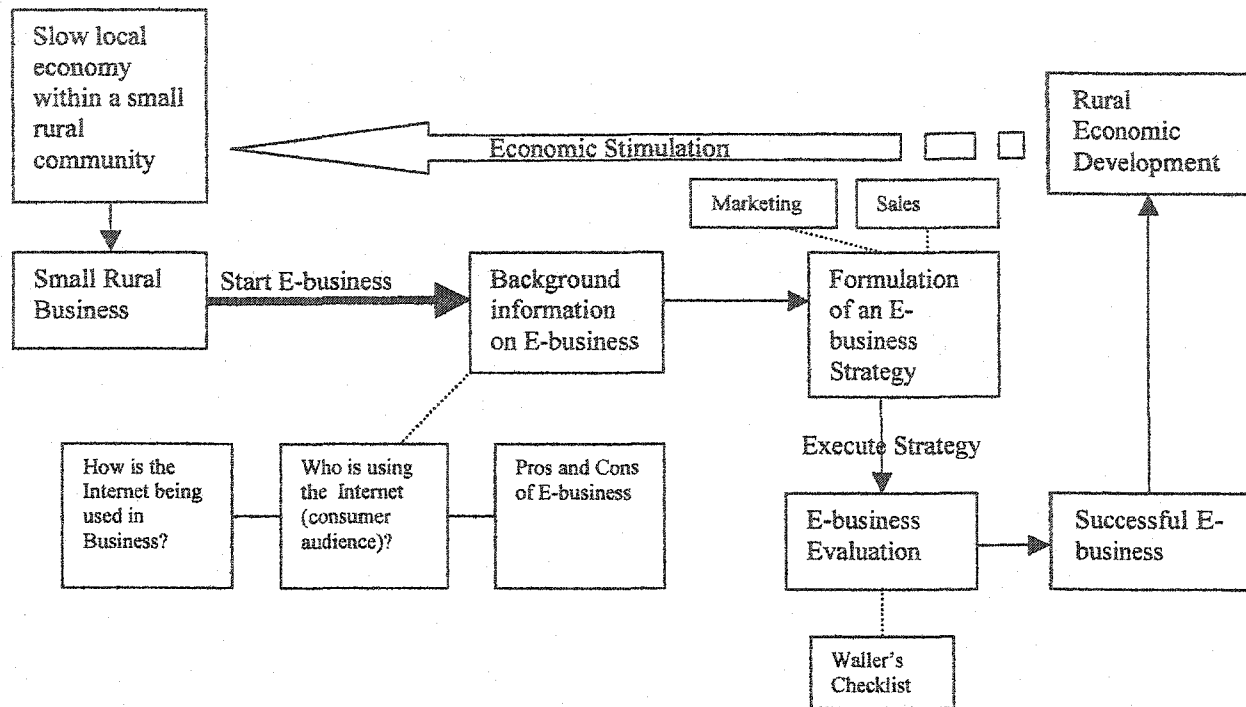 Slow local
economy
within a small
rural
community
Rural
Economic
Development
Economic Stimulation
Marketing
Sales
Small Rural
Business
Start E-business
Background
information
on E-business
Formulation
of an E-
business
Strategy
Execute Strategy
How is the
Internet being
used in
Business?
Who is using
the Internet
(consumer
audience)?
Pros and Cons
of E-business
E-business
Evaluation
Successful E-
business
Waller's
Checklist